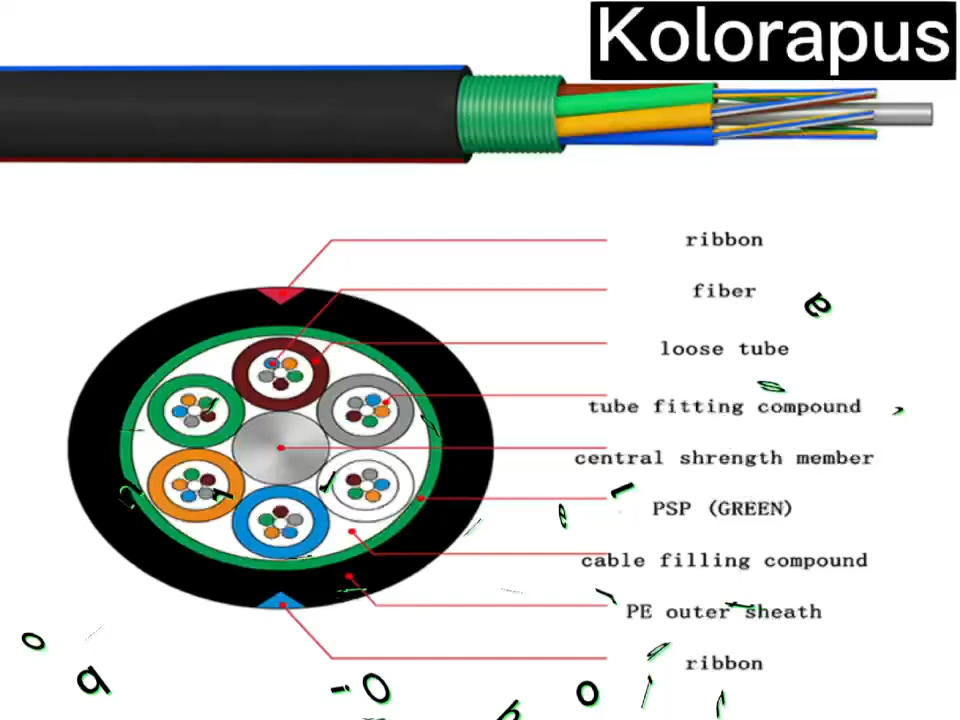 Kolorapus
ribbon
fiber
loose tube
tube fitting compound
central shrength member
PSP (GREEN)
cable filling compound
PE outer sheath
ribbon